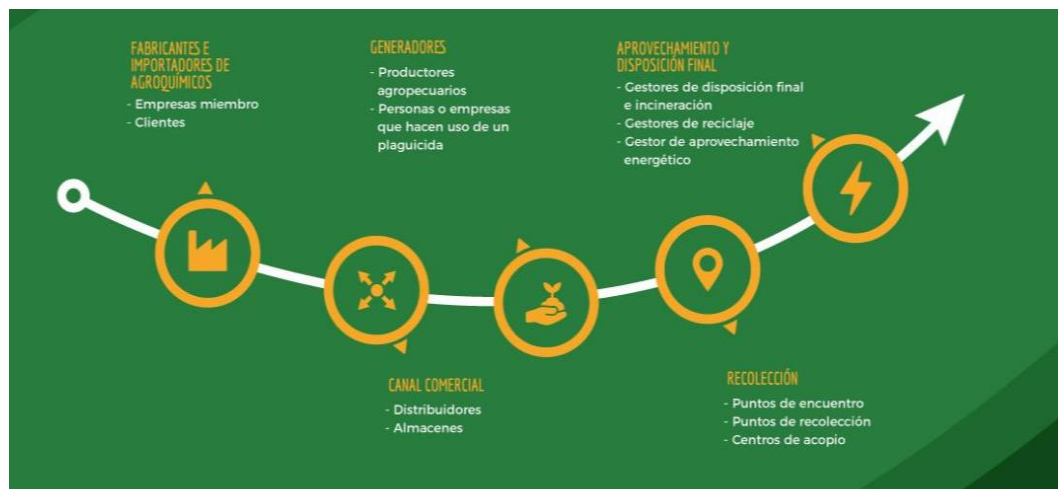 FABRICANTES E
IMPORTADORES DE
AGROQUÍMICOS
- Empresas miembro
- Clientes
GENERADORES
- Productores
agropecuarios
- Personas o empresas
que hacen uso de un
plaguicida
APROVECHAMIENTO Y
DISPOSICIÓN FINAL
- Gestores de disposición final
e incineración
- Gestores de reciclaje
- Gestor de aprovechamiento
energético
CANAL COMERCIAL
- Distribuidores
- Almacenes
RECOLECCIÓN
- Puntos de encuentro
- Puntos de recolección
- Centros de acopio